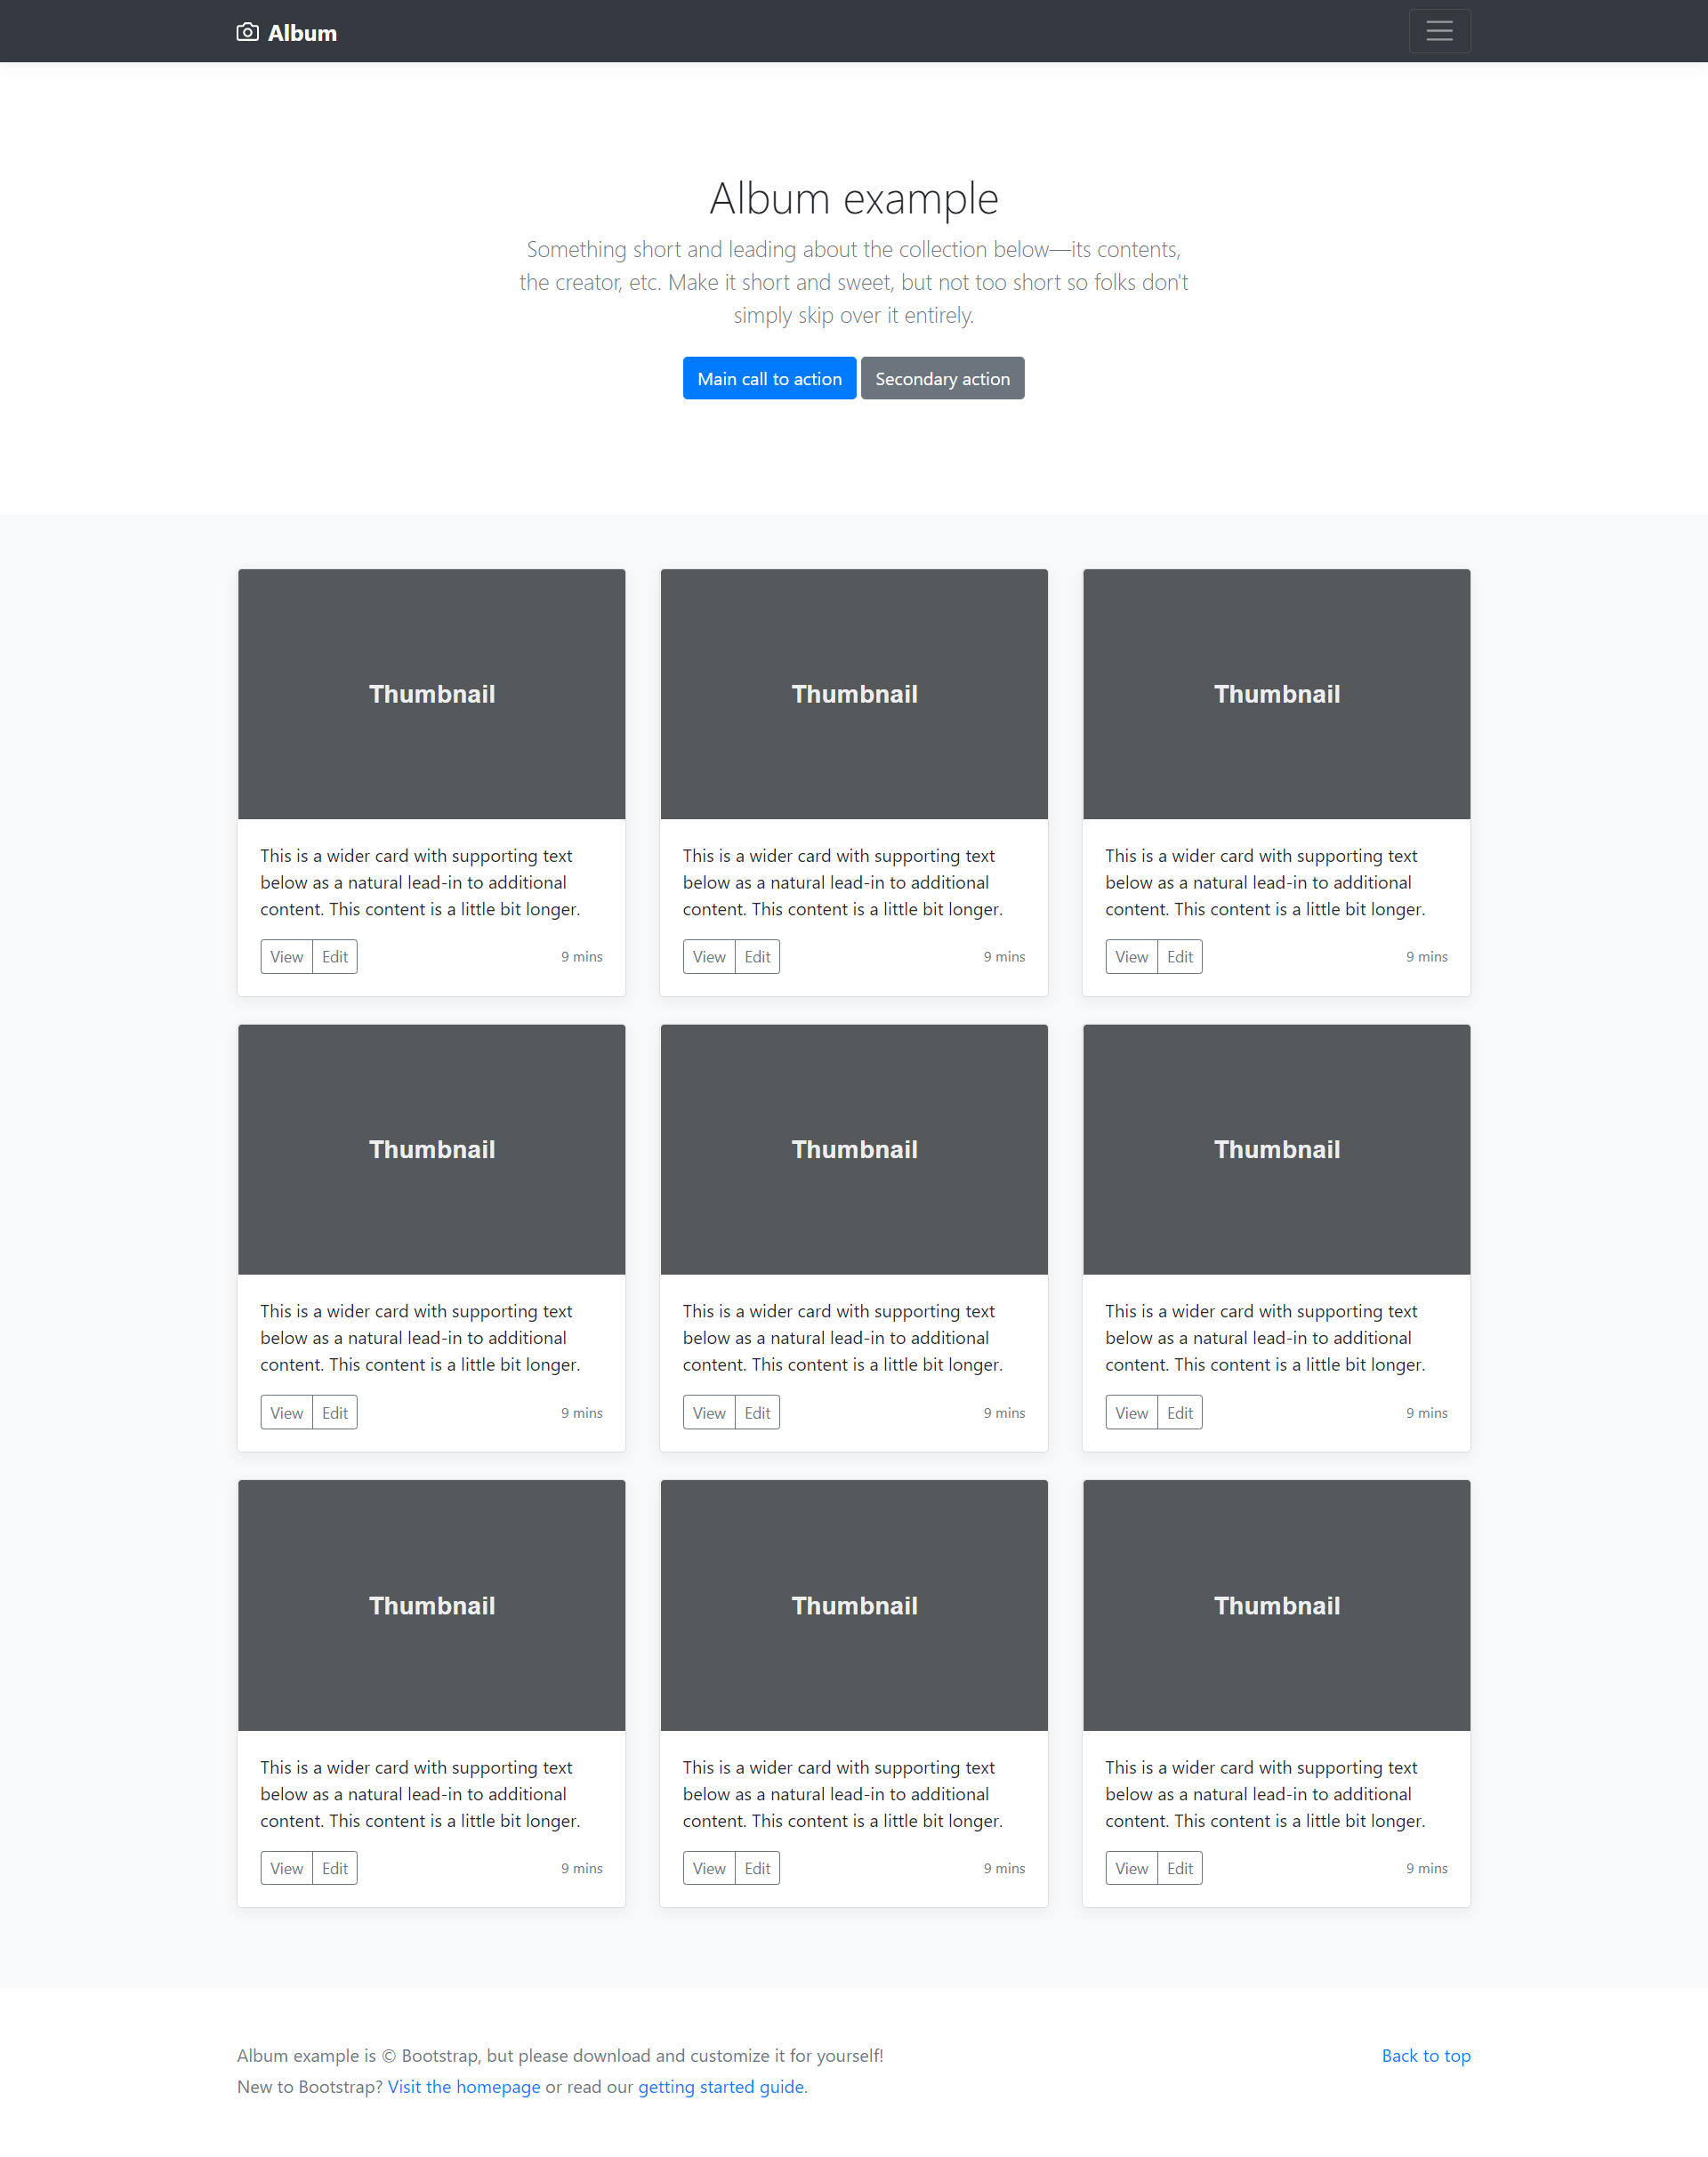 Album
Album example
Something short and leading about the collection below—its contents,
the creator, etc. Make it short and sweet, but not too short so folks don't
simply skip over it entirely.
Main call to action Secondary action
Thumbnail
This is a wider card with supporting text
below as a natural lead-in to additional
content. This content is a little bit longer.
View Edit 9 mins
Thumbnail
This is a wider card with supporting text
below as a natural lead-in to additional
content. This content is a little bit longer.
View Edit 9 mins
Thumbnail
This is a wider card with supporting text
below as a natural lead-in to additional
content. This content is a little bit longer.
View Edit 9 mins
Thumbnail
This is a wider card with supporting text
below as a natural lead-in to additional
content. This content is a little bit longer.
View Edit 9 mins
Thumbnail
This is a wider card with supporting text
below as a natural lead-in to additional
content. This content is a little bit longer.
View Edit 9 mins
Thumbnail
This is a wider card with supporting text
below as a natural lead-in to additional
content. This content is a little bit longer.
View Edit 9 mins
Thumbnail
This is a wider card with supporting text
below as a natural lead-in to additional
content. This content is a little bit longer.
View Edit 9 mins
Thumbnail
This is a wider card with supporting text
below as a natural lead-in to additional
content. This content is a little bit longer.
View Edit 9 mins
Thumbnail
This is a wider card with supporting text
below as a natural lead-in to additional
content. This content is a little bit longer.
View Edit 9 mins
Album example is © Bootstrap, but please download and customize it for yourself!
Back to top
New to Bootstrap? Visit the homepage or read our getting started guide.